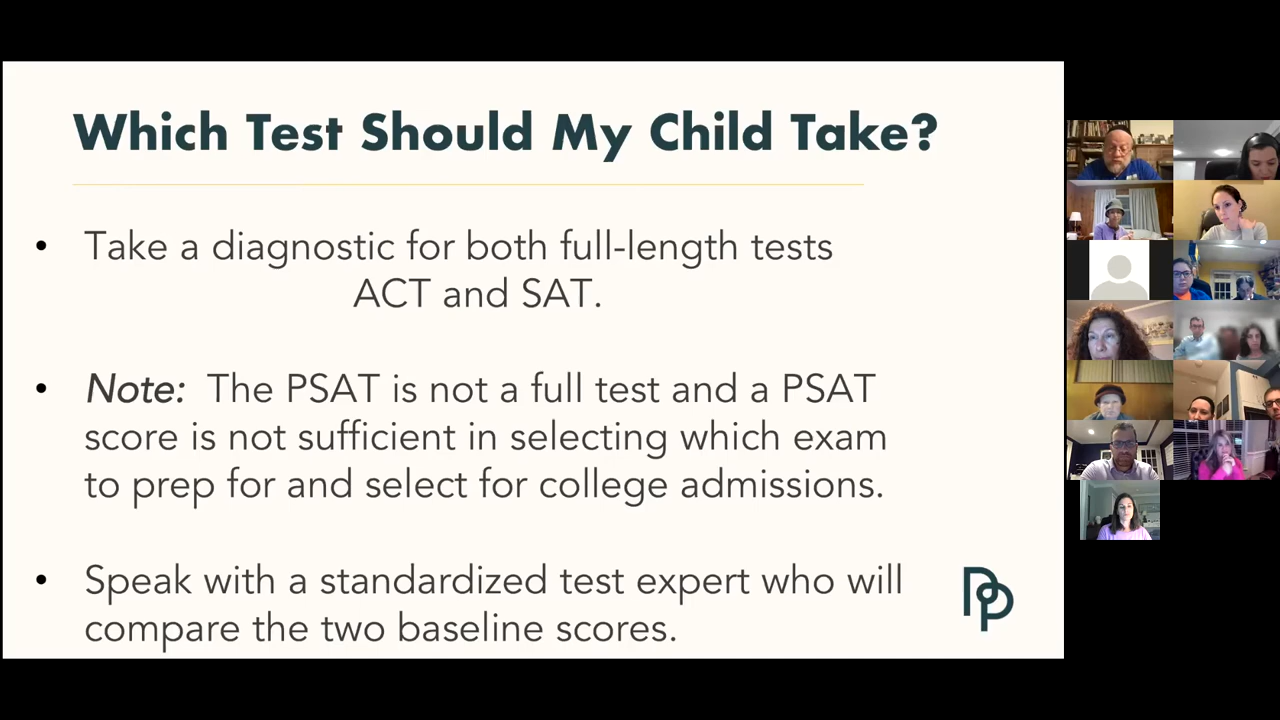 Which Test Should My Child Take?
• Take a diagnostic for both full-length tests
ACT and SAT.
• Note: The PSAT is not a full test and a PSAT
score is not sufficient in selecting which exam
to prep for and select for college admissions.
• Speak with a standardized test expert who will
compare the two baseline scores.
PP